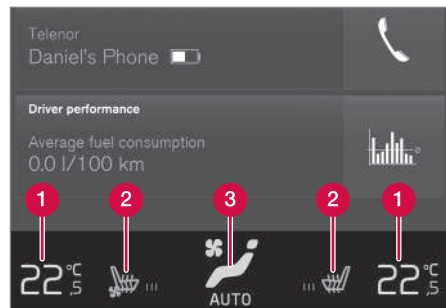 Telenor
Daniel's Phone
Driver performance
Average fuel consumption
0.0 l/100 km
1 2 3 2 1
22 °C ,5
22 °C ,5
AUTO